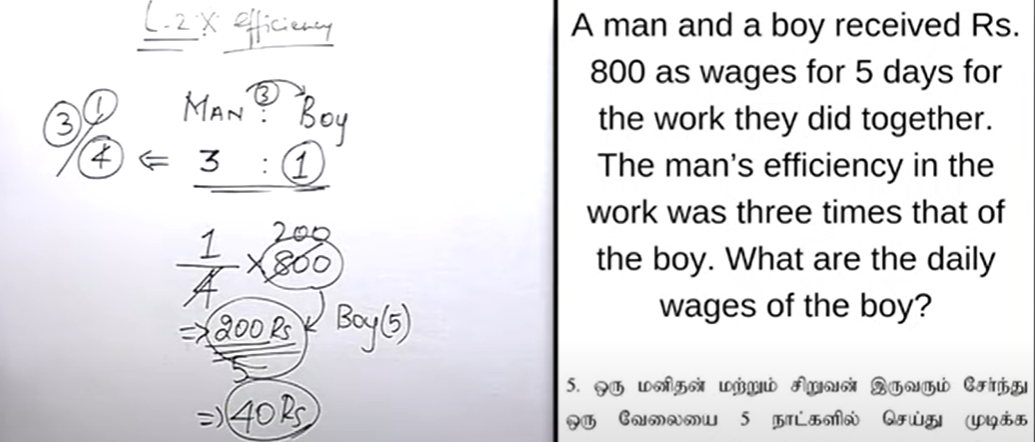 L-2 X efficiency
MAN : Boy
3
3 1
4 ⇐ 3 : 1
200
1/4 × 800
⇒ 200 Rs Boy(5)
5
⇒ 40 Rs
A man and a boy received Rs.
800 as wages for 5 days for
the work they did together.
The man’s efficiency in the
work was three times that of
the boy. What are the daily
wages of the boy?
5. ஒரு மனிதன் மற்றும் சிறுவன் இருவரும் சேர்ந்து
ஒரு வேலையை 5 நாட்களில் செய்து முடிக்க